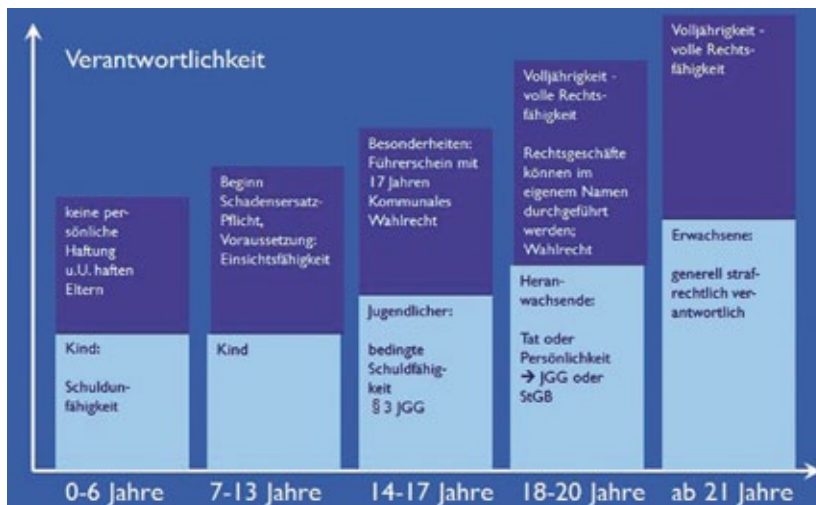 Verantwortlichkeit
keine per-
sönliche
Haftung
u.U. haften
Eltern
Kind:
Schuldun-
fähigkeit
0-6 Jahre
Beginn
Schadensersatz-
Pflicht,
Voraussetzung:
Einsichtsfähigkeit
Kind
7-13 Jahre
Besonderheiten:
Führerschein mit
17 Jahren
Kommunales
Wahlrecht
Jugendlicher:
bedingte
Schuldfähig-
keit
§ 3 JGG
14-17 Jahre
Volljährigkeit -
volle Rechts-
fähigkeit
Rechtsgeschäfte
können im
eigenem Namen
durchgeführt
werden;
Wahlrecht
Heran-
wachsende:
Tat oder
Persönlichkeit
→ JGG oder
StGB
18-20 Jahre
Volljährigkeit -
volle Rechts-
fähigkeit
Erwachsene:
generell straf-
rechtlich ver-
antwortlich
ab 21 Jahre